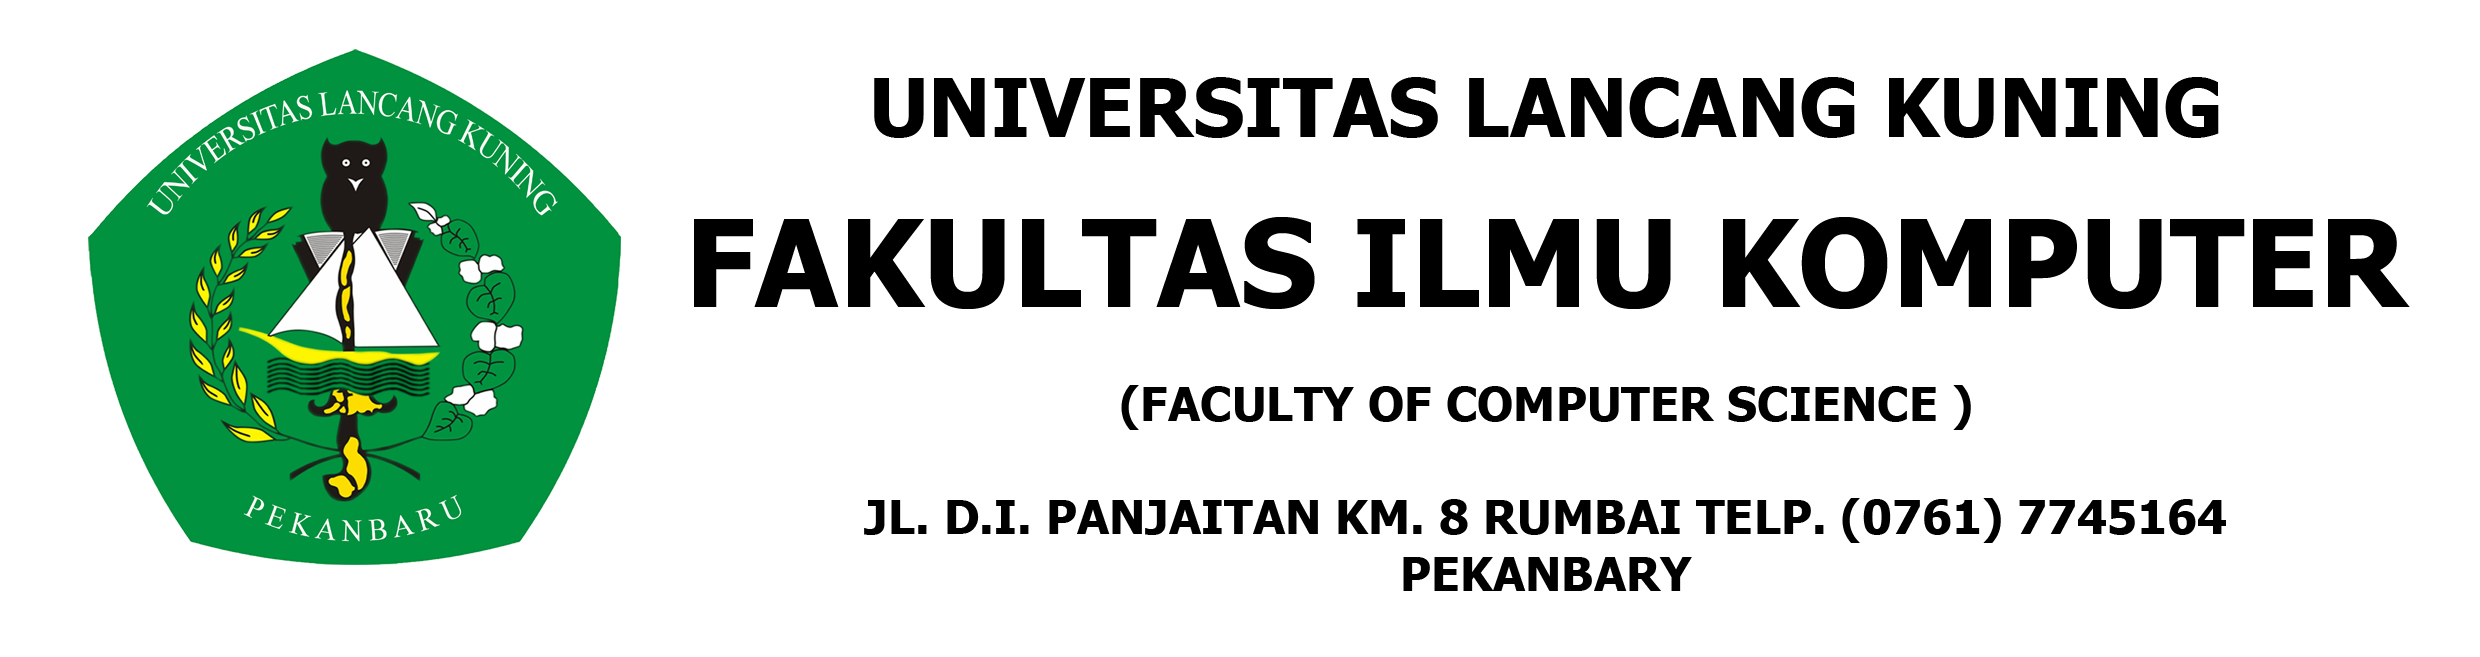 UNIVERSITAS LANCANG KUNING
PEKANBARU
UNIVERSITAS LANCANG KUNING
FAKULTAS ILMU KOMPUTER
(FACULTY OF COMPUTER SCIENCE )
JL. D.I. PANJAITAN KM. 8 RUMBAI TELP. (0761) 7745164
PEKANBARY